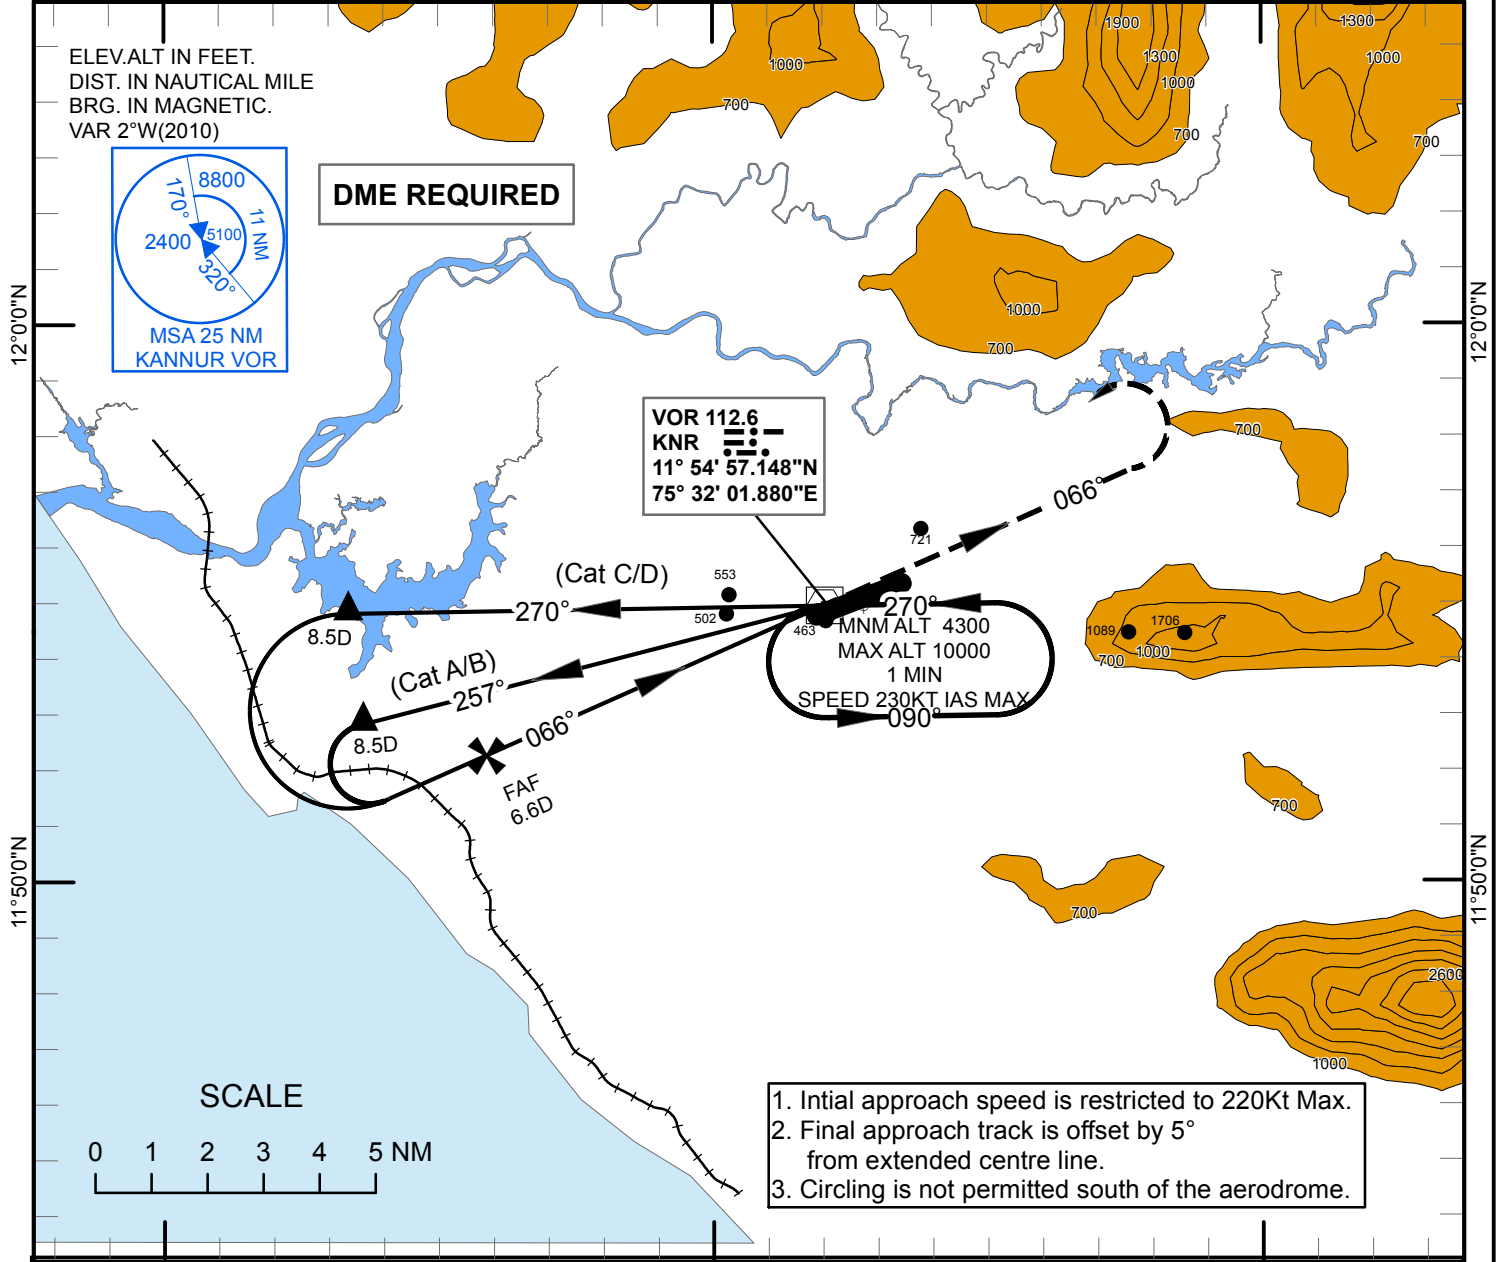 ELEV.ALT IN FEET.
DIST. IN NAUTICAL MILE
BRG. IN MAGNETIC.
VAR 2°W(2010)
170°
8800
11 NM
2400
5100
320°
MSA 25 NM
KANNUR VOR
DME REQUIRED
1000
700
1900
1300
1000
700
1300
1000
700
1000
700
12°0'0"N
12°0'0"N
VOR 112.6
KNR
11° 54' 57.148"N
75° 32' 01.880"E
700
066°
721
(Cat C/D)
553
270°
502
463
8.5D
270°
MNM ALT 4300
MAX ALT 10000
1 MIN
SPEED 230KT IAS MAX
090°
1089
1706
700
1000
(Cat A/B)
257°
8.5D
066°
FAF
6.6D
700
700
11°50'0"N
11°50'0"N
2600
1000
SCALE
0 1 2 3 4 5 NM
1. Intial approach speed is restricted to 220Kt Max.
2. Final approach track is offset by 5°
from extended centre line.
3. Circling is not permitted south of the aerodrome.